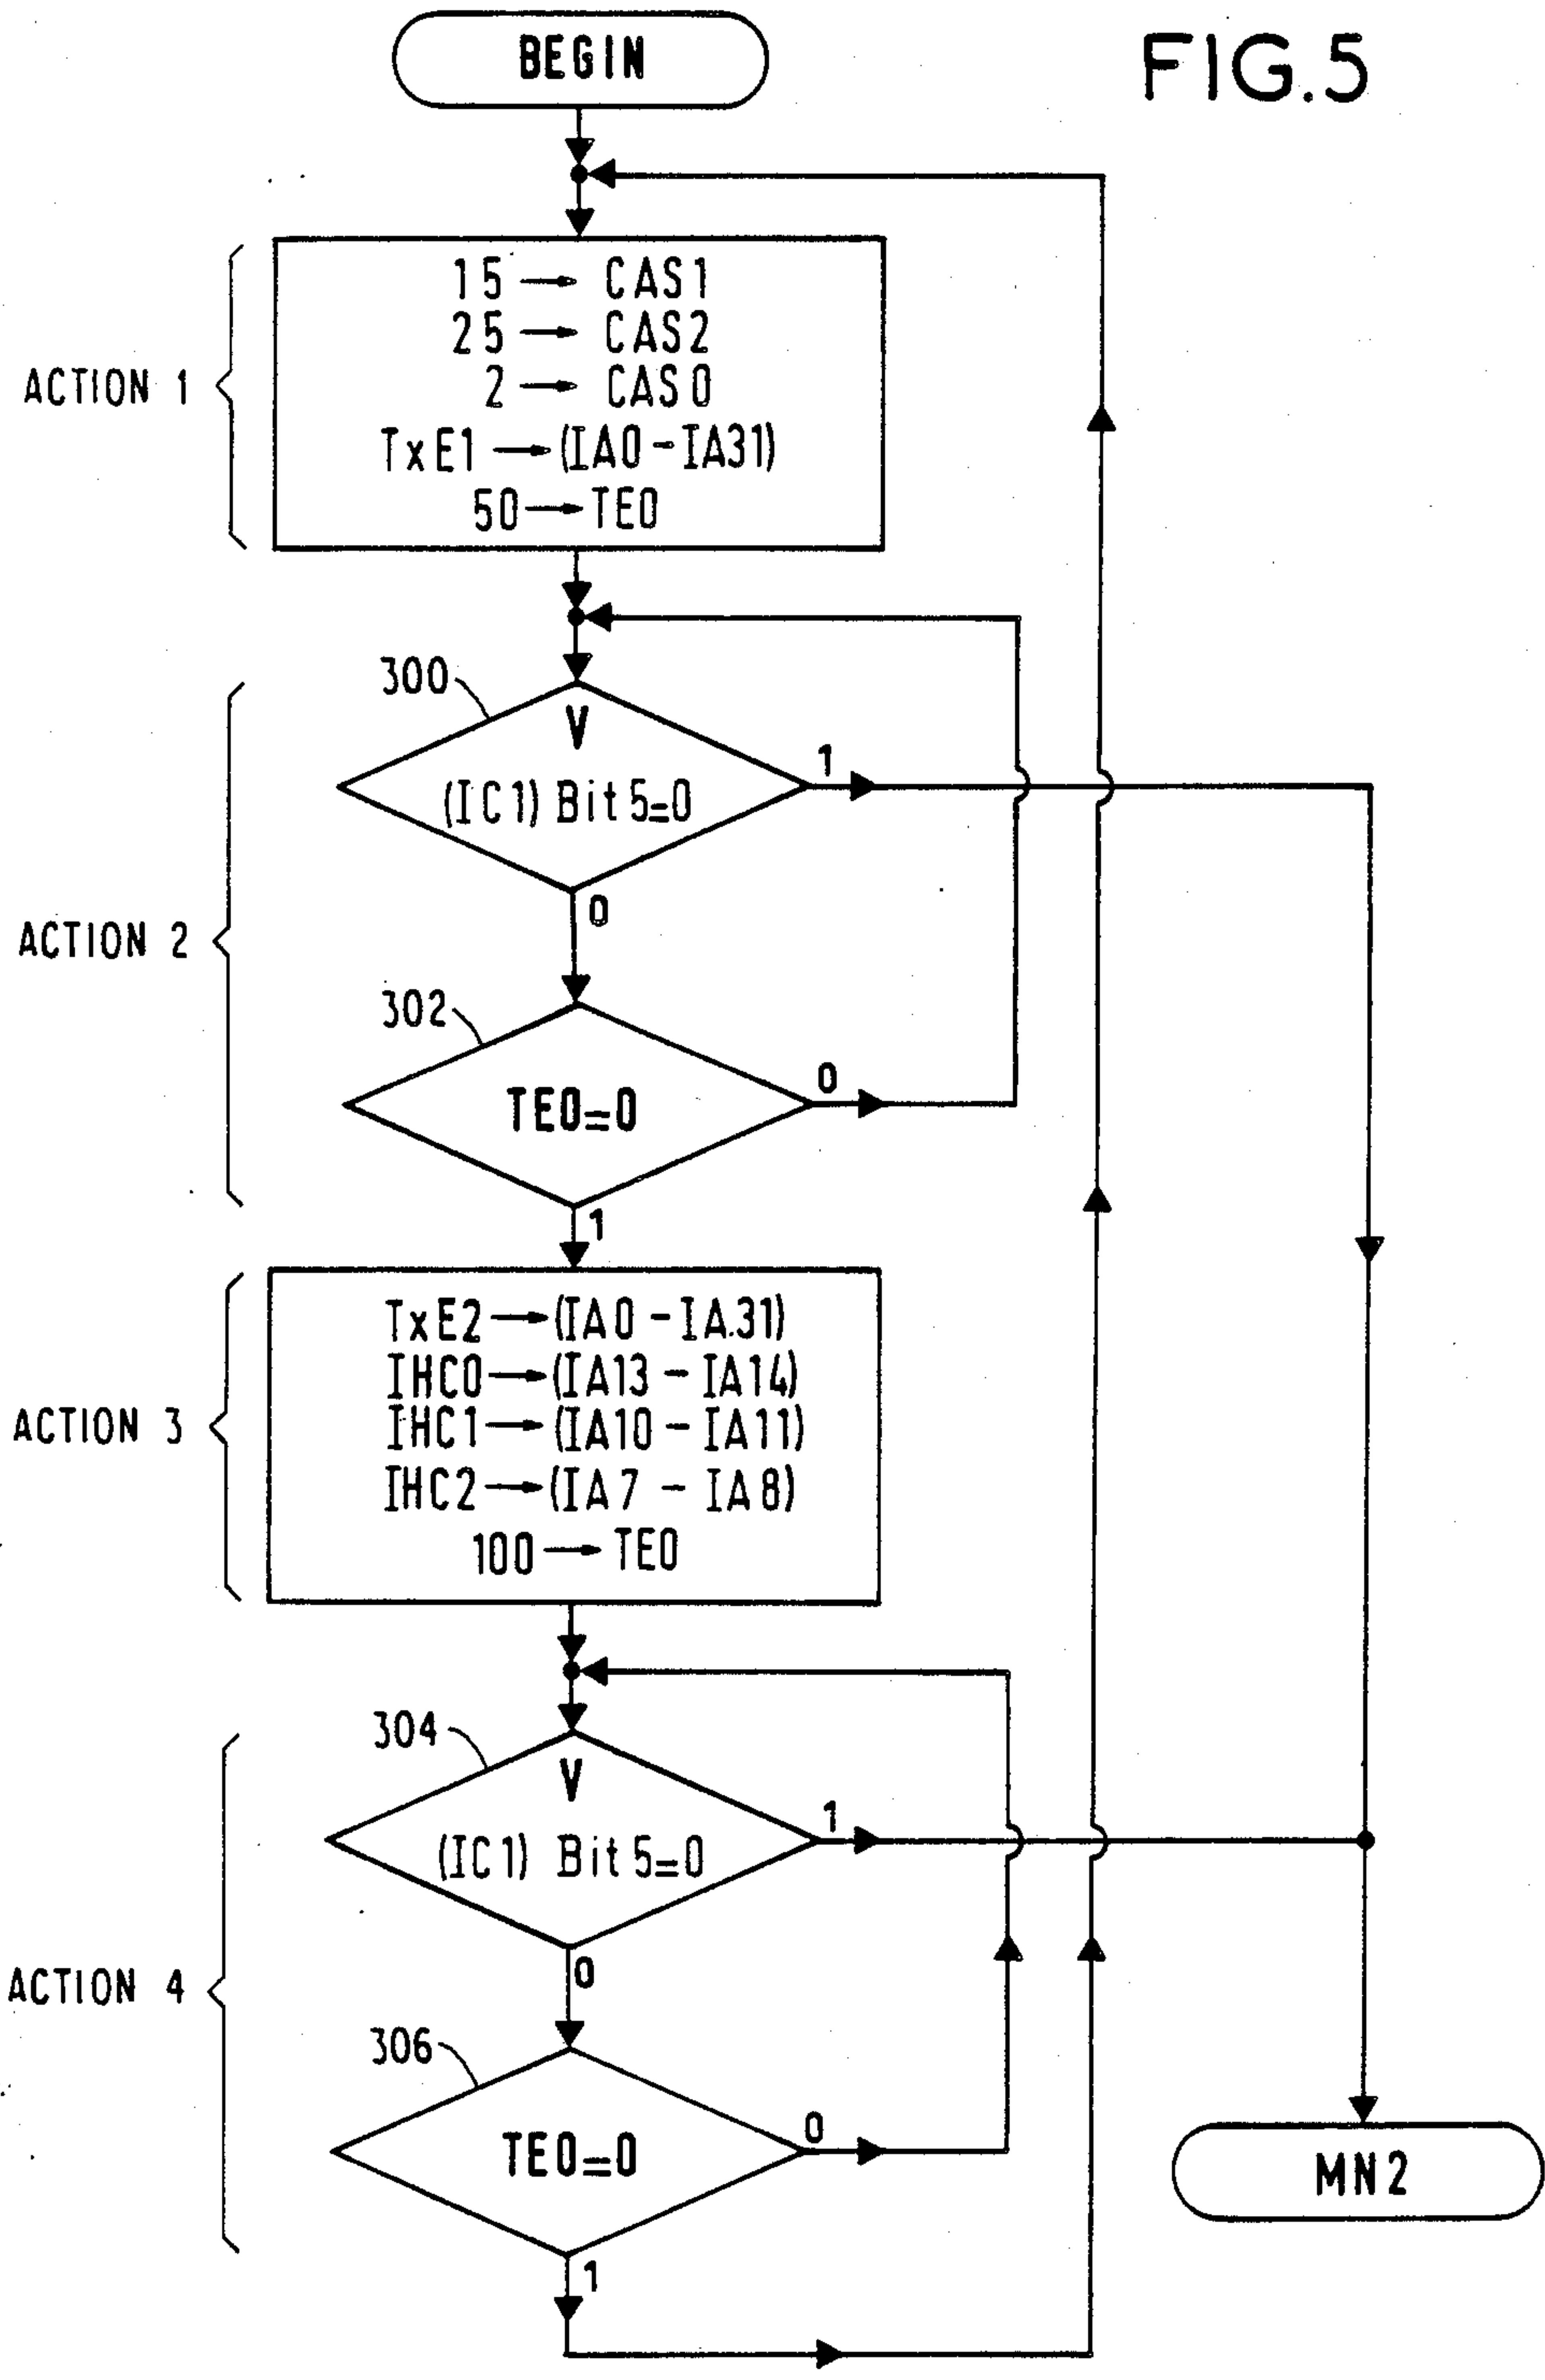 BEGIN
FIG.5
ACTION 1
15 → CAS1
25 → CAS2
2 → CAS0
TxE1 → (IA0 - IA31)
50 → TE0
ACTION 2
300
V
1
(IC1) Bit 5=0
0
302
0
TE0=0
1
ACTION 3
TxE2 → (IA0 - IA.31)
IHC0 → (IA13 - IA14)
IHC1 → (IA10 - IA11)
IHC2 → (IA7 - IA8)
100 → TE0
ACTION 4
304
V
1
(IC1) Bit 5=0
0
306
0
TE0=0
MN2
1